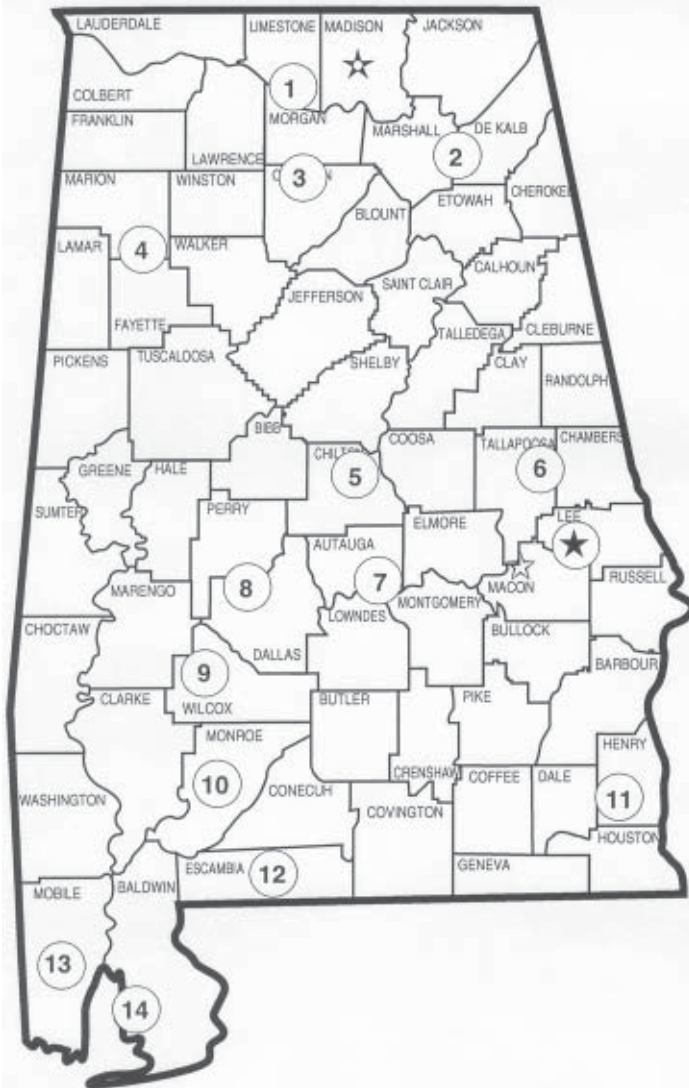 LAUDERDALE
LIMESTONE
MADISON
JACKSON
COLBERT
1
FRANKLIN
MORGAN
MARSHALL
DE KALB
LAWRENCE
2
MARION
WINSTON
3
CHEROKEE
ETOWAH
BLOUNT
LAMAR
4
WALKER
CALHOUN
SAINT CLAIR
JEFFERSON
FAYETTE
TALLEDEGA
CLEBURNE
PICKENS
TUSCALOOSA
SHELBY
CLAY
RANDOLPH
BIBB
COOSA
TALLAPOOSA
CHAMBERS
GREENE
HALE
CHILTON
5
6
SUMTER
PERRY
ELMORE
LEE
AUTAUGA
8
7
MACON
RUSSELL
MARENGO
MONTGOMERY
LOWNDES
CHOCTAW
BULLOCK
DALLAS
BARBOUR
9
CLARKE
WILCOX
BUTLER
PIKE
MONROE
HENRY
10
CRENSHAW
COFFEE
DALE
WASHINGTON
CONECUH
COVINGTON
11
HOUSTON
ESCAMBIA
12
GENEVA
MOBILE
BALDWIN
13
14